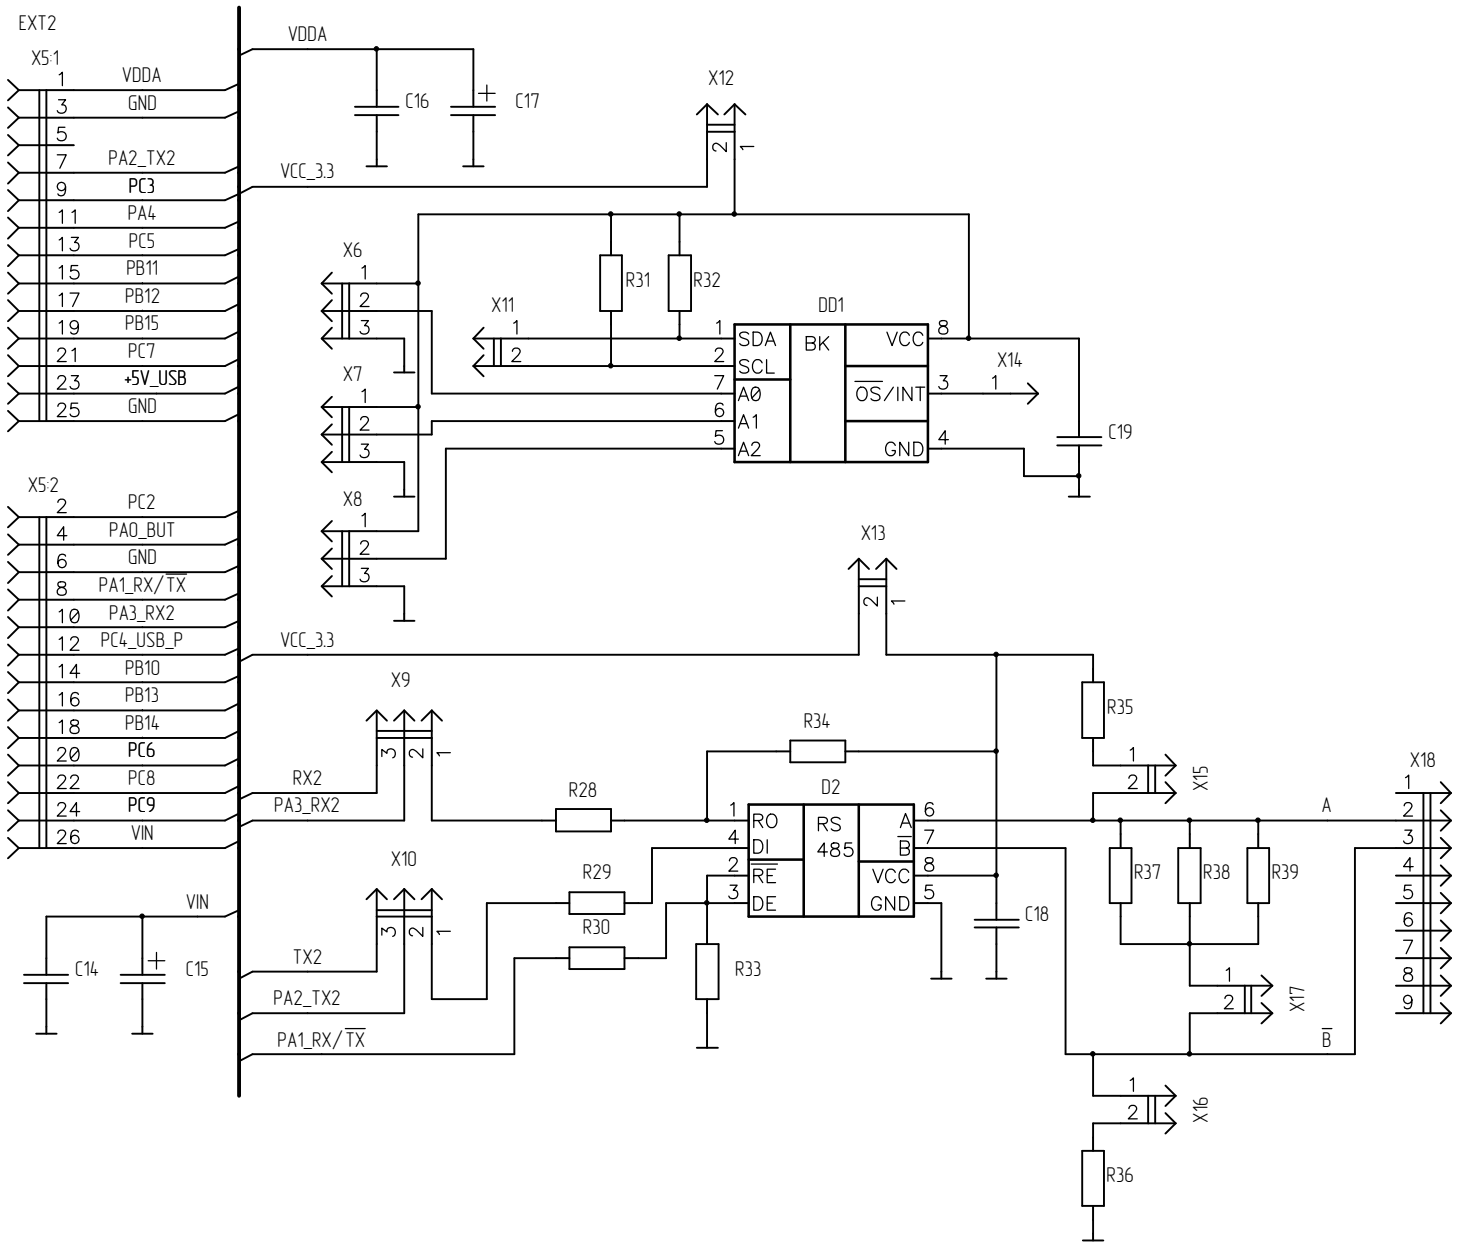 EXT2
X5:1
1 VDDA
3 GND
5
7 PA2_TX2
9 PC3
11 PA4
13 PC5
15 PB11
17 PB12
19 PB15
21 PC7
23 +5V_USB
25 GND
X5:2
2 PC2
4 PA0_BUT
6 GND
8 PA1_RX/TX
10 PA3_RX2
12 PC4_USB_P
14 PB10
16 PB13
18 PB14
20 PC6
22 PC8
24 PC9
26 VIN
VIN
C14
+ C15
VDDA
C16
+ C17
VCC_3.3
X12
2 1
X6
1
2
3
X7
1
2
3
X8
1
2
3
X11
1
2
R31
R32
DD1
BK
1 SDA
2 SCL
7 A0
6 A1
5 A2
VCC 8
OS/INT 3
GND 4
X14
1
C19
VCC_3.3
X13
2 1
X9
3 2 1
RX2
PA3_RX2
X10
3 2 1
TX2
PA2_TX2
PA1_RX/TX
R28
R29
R30
R33
R34
D2
RS
485
1 RO
4 DI
2 RE
3 DE
A 6
B 7
VCC 8
GND 5
C18
R35
1
2
X15
R37
R38
R39
1
2
X17
A
B
1
2
X16
R36
X18
1
2
3
4
5
6
7
8
9